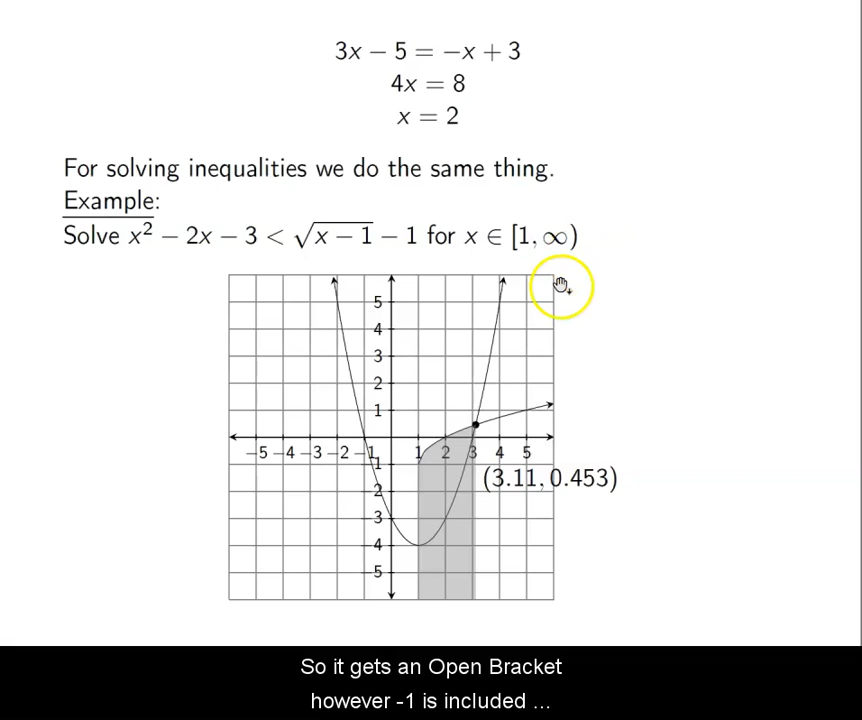 3x − 5 = −x + 3
4x = 8
x = 2
For solving inequalities we do the same thing.
Example:
Solve x² − 2x − 3 < √(x − 1) − 1 for x ∈ [1, ∞)
5
4
3
2
1
−5 −4 −3 −2 −1 1 2 3 4 5
−1
−2
−3
−4
−5
(3.11, 0.453)
So it gets an Open Bracket
however -1 is included ...